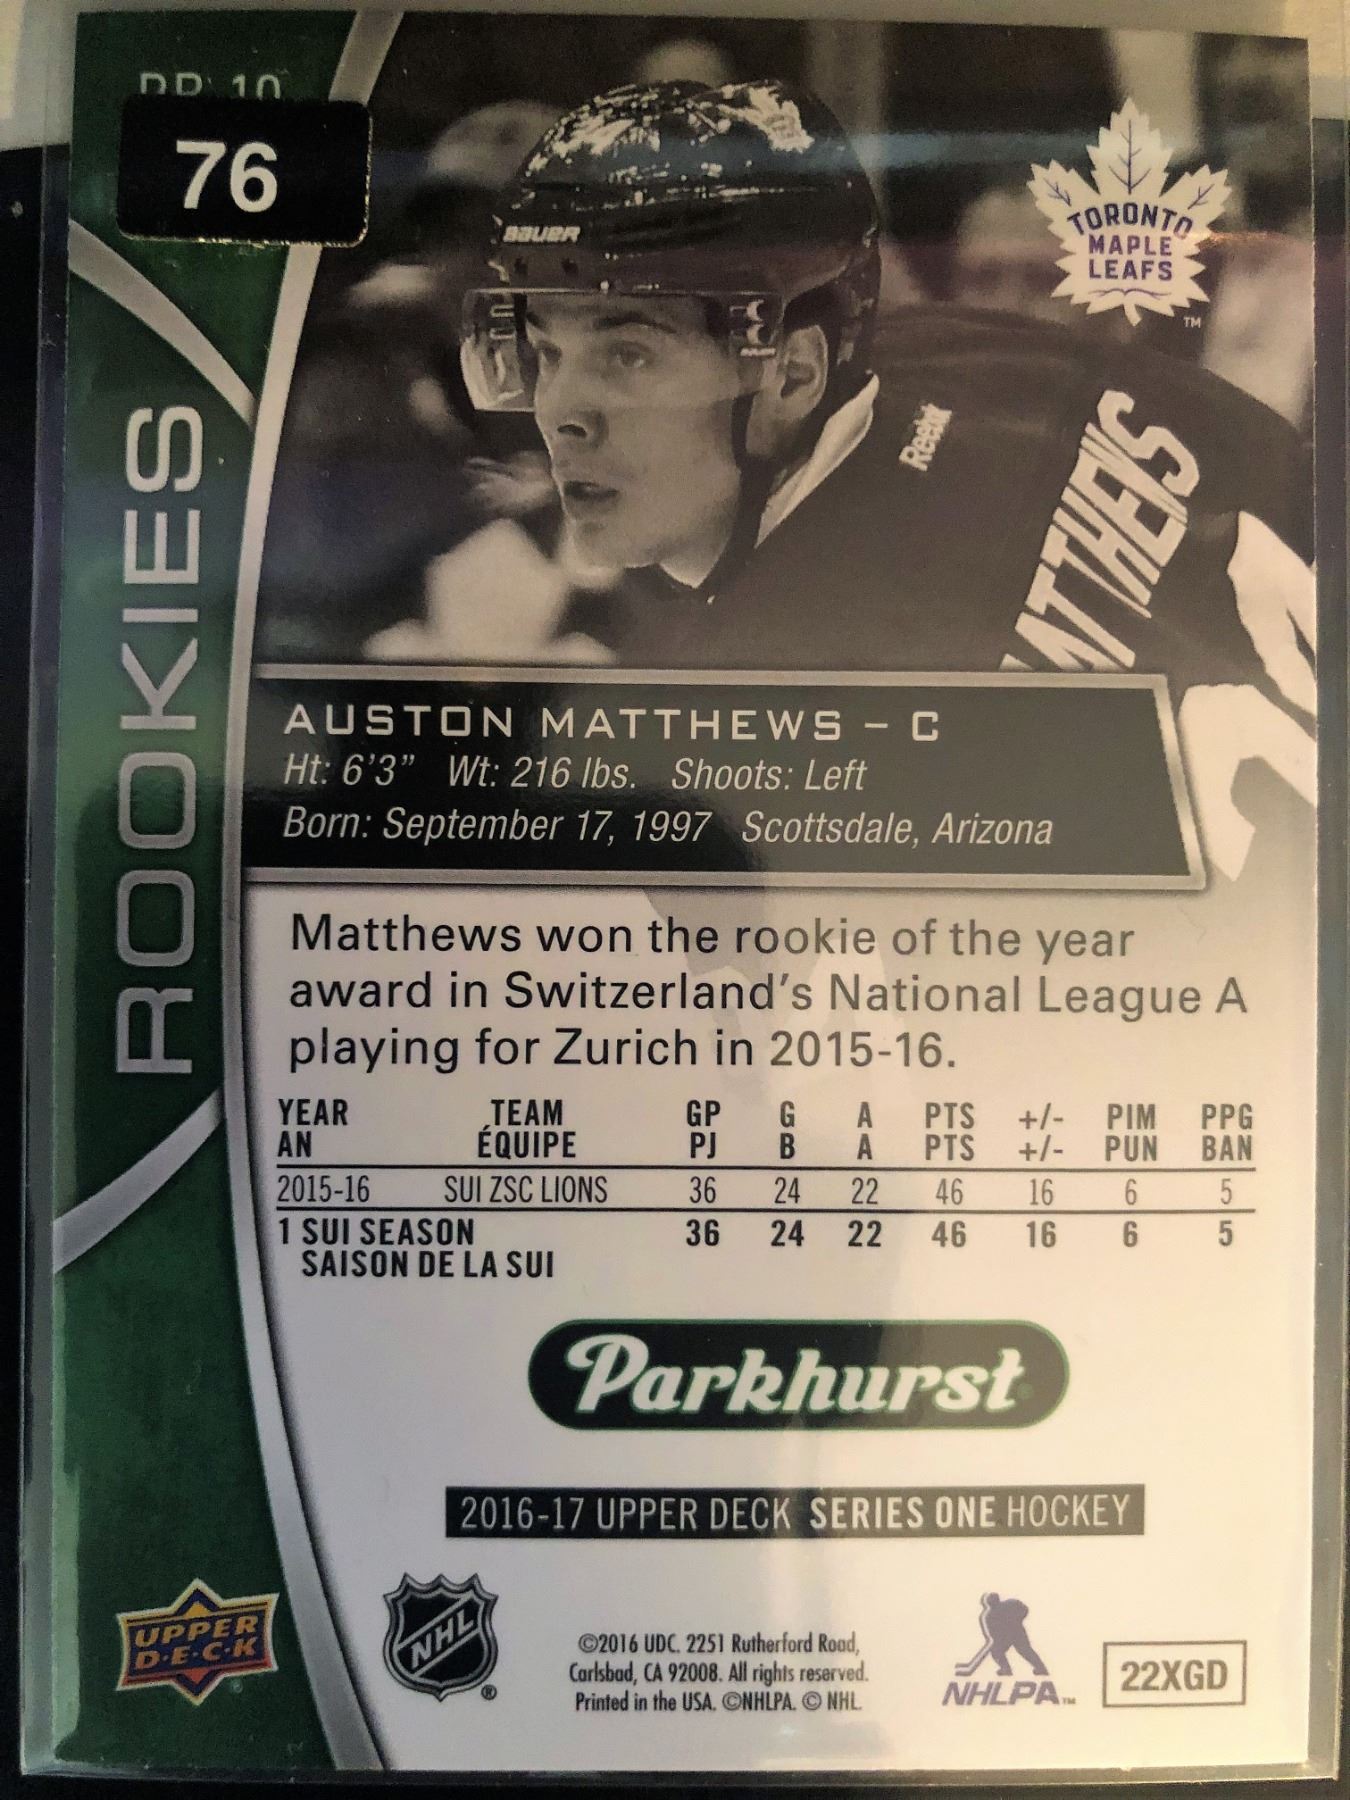 76
BAUER
TORONTO
MAPLE
LEAFS
TM
Reebok
ATTHEWS
ROOKIES
AUSTON MATTHEWS – C
Ht: 6'3" Wt: 216 lbs. Shoots: Left
Born: September 17, 1997 Scottsdale, Arizona
Matthews won the rookie of the year
award in Switzerland's National League A
playing for Zurich in 2015-16.
YEAR TEAM GP G A PTS +/- PIM PPG
AN ÉQUIPE PJ B A PTS +/- PUN BAN
2015-16 SUI ZSC LIONS 36 24 22 46 16 6 5
1 SUI SEASON 36 24 22 46 16 6 5
SAISON DE LA SUI
Parkhurst
2016-17 UPPER DECK SERIES ONE HOCKEY
UPPER
D·E·C·K
NHL
®
©2016 UDC. 2251 Rutherford Road,
Carlsbad, CA 92008. All rights reserved.
Printed in the USA. ©NHLPA. © NHL.
NHLPA™
22XGD